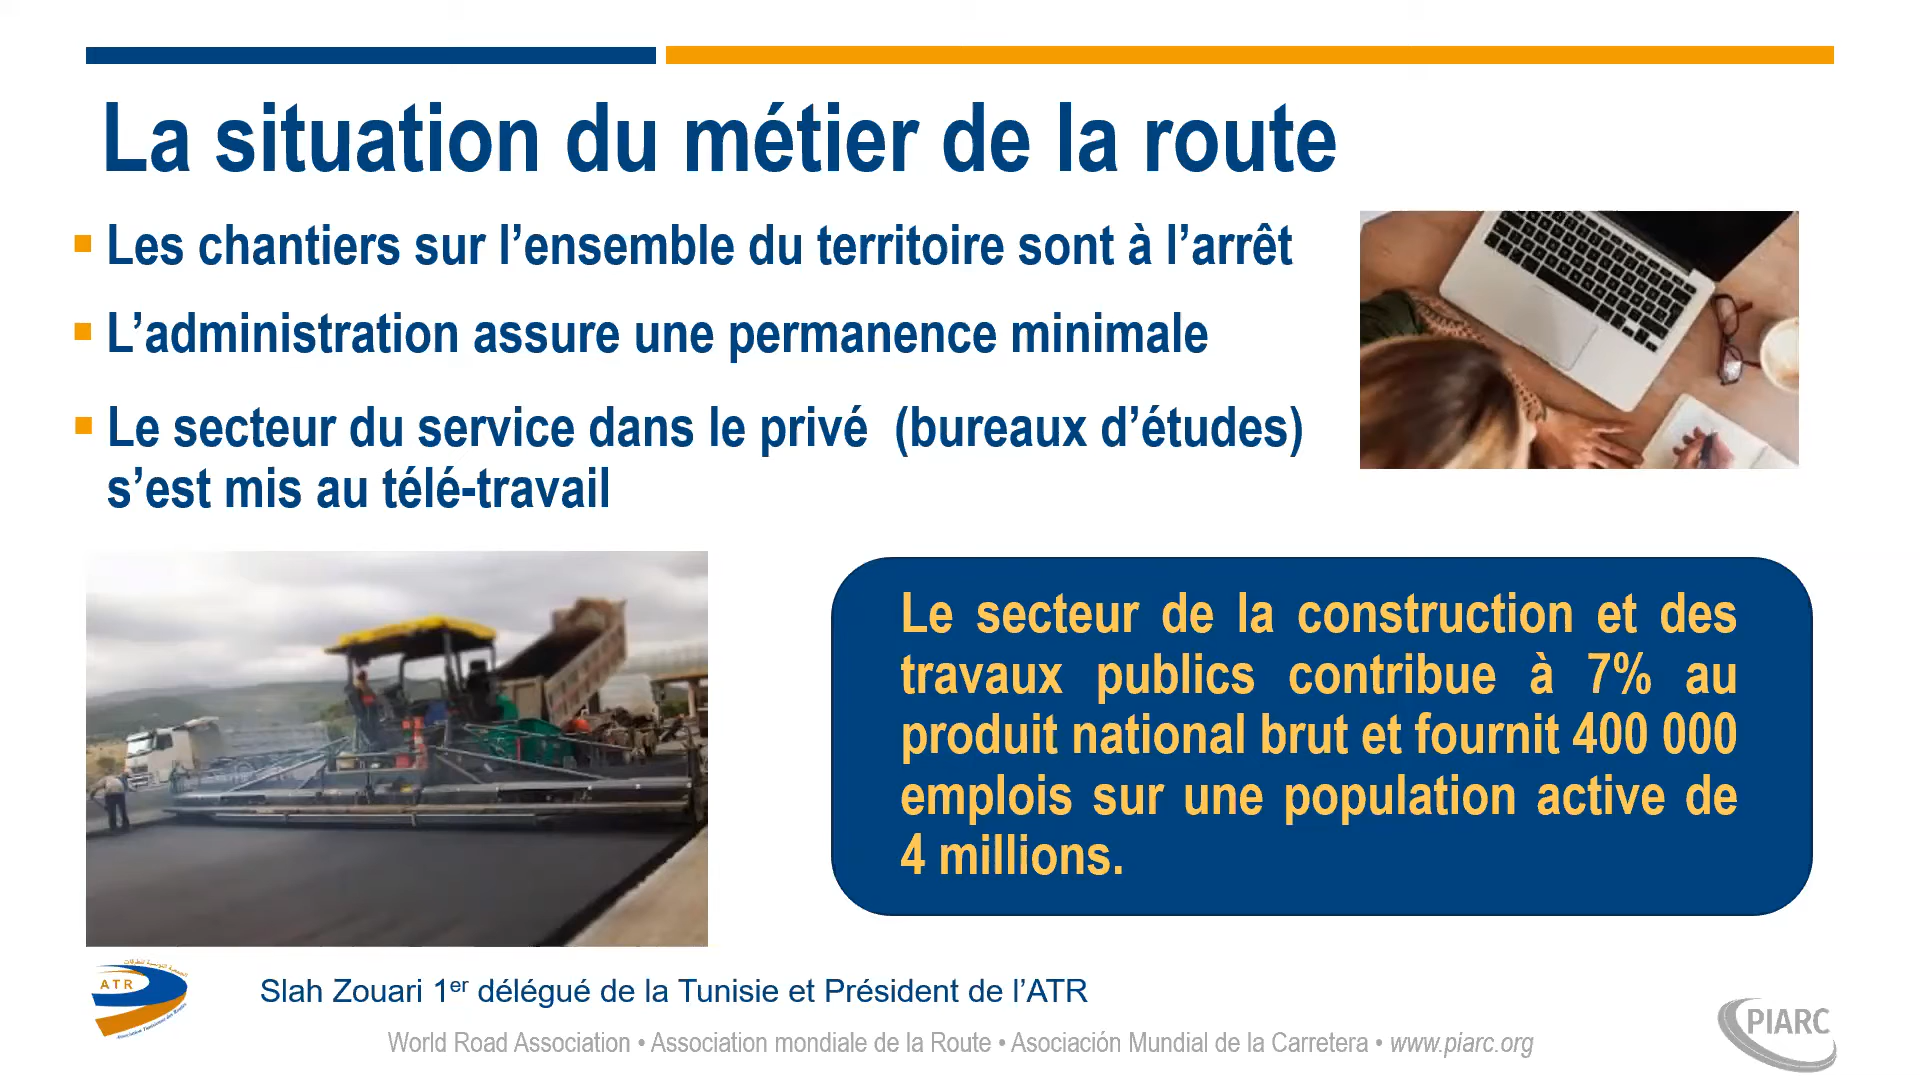 La situation du métier de la route
Les chantiers sur l’ensemble du territoire sont à l’arrêt
L’administration assure une permanence minimale
Le secteur du service dans le privé (bureaux d’études)
s’est mis au télé-travail
Le secteur de la construction et des
travaux publics contribue à 7% au
produit national brut et fournit 400 000
emplois sur une population active de
4 millions.
ATR
Slah Zouari 1er délégué de la Tunisie et Président de l’ATR
World Road Association • Association mondiale de la Route • Asociación Mundial de la Carretera • www.piarc.org
PIARC